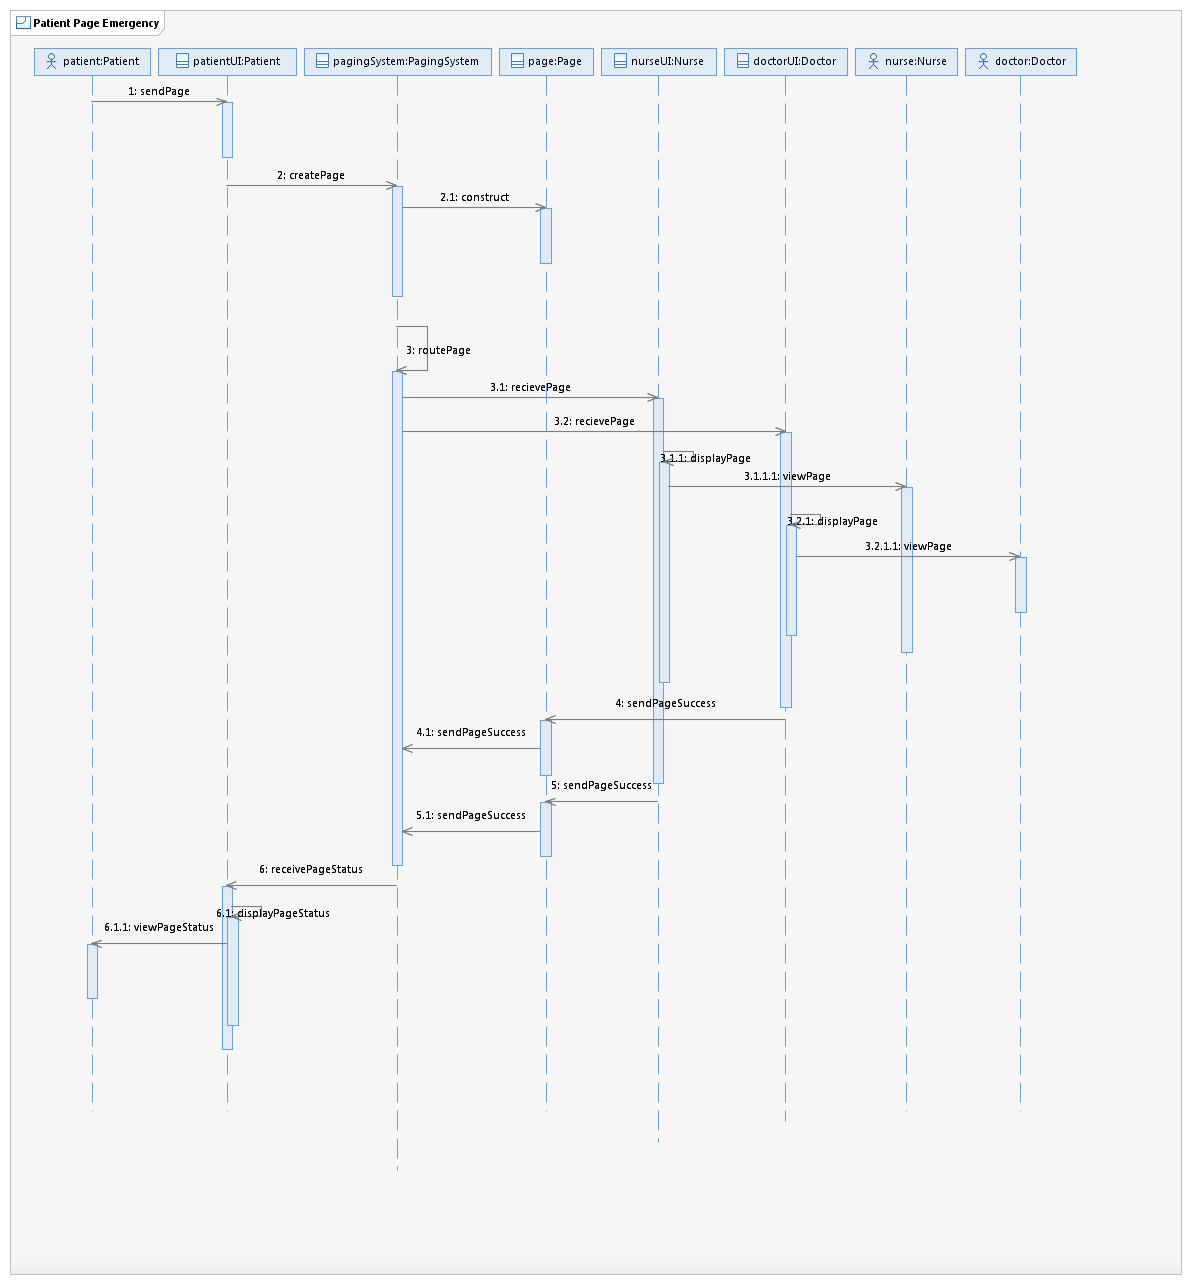 Patient Page Emergency
patient:Patient
patientUI:Patient
pagingSystem:PagingSystem
page:Page
nurseUI:Nurse
doctorUI:Doctor
nurse:Nurse
doctor:Doctor
1: sendPage
2: createPage
2.1: construct
3: routePage
3.1: recievePage
3.2: recievePage
3.1.1: displayPage
3.1.1.1: viewPage
3.2.1: displayPage
3.2.1.1: viewPage
4: sendPageSuccess
4.1: sendPageSuccess
5: sendPageSuccess
5.1: sendPageSuccess
6: receivePageStatus
6.1: displayPageStatus
6.1.1: viewPageStatus